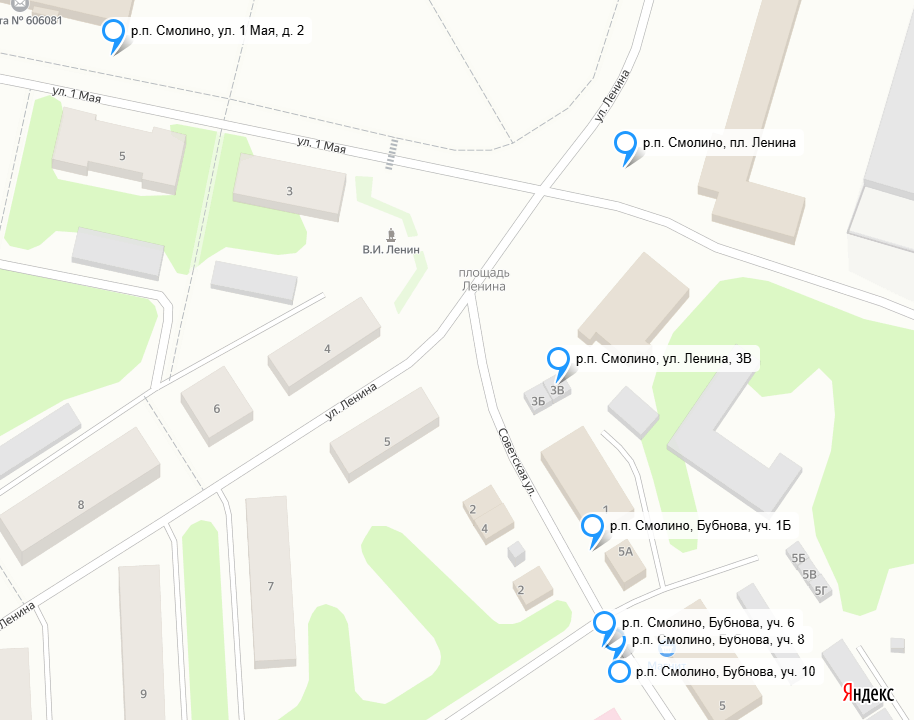 та № 606081
р.п. Смолино, ул. 1 Мая, д. 2
ул. 1 Мая
ул. Ленина
ул. 1 Мая
р.п. Смолино, пл. Ленина
5
3
В.И. Ленин
площадь
Ленина
4
р.п. Смолино, ул. Ленина, 3В
3В
3Б
6
ул. Ленина
5
Советская ул.
8
2
4
1
р.п. Смолино, Бубнова, уч. 1Б
5А
5Б
5В
5Г
7
2
Ленина
р.п. Смолино, Бубнова, уч. 6
р.п. Смолино, Бубнова, уч. 8
р.п. Смолино, Бубнова, уч. 10
9
5
Яндекс